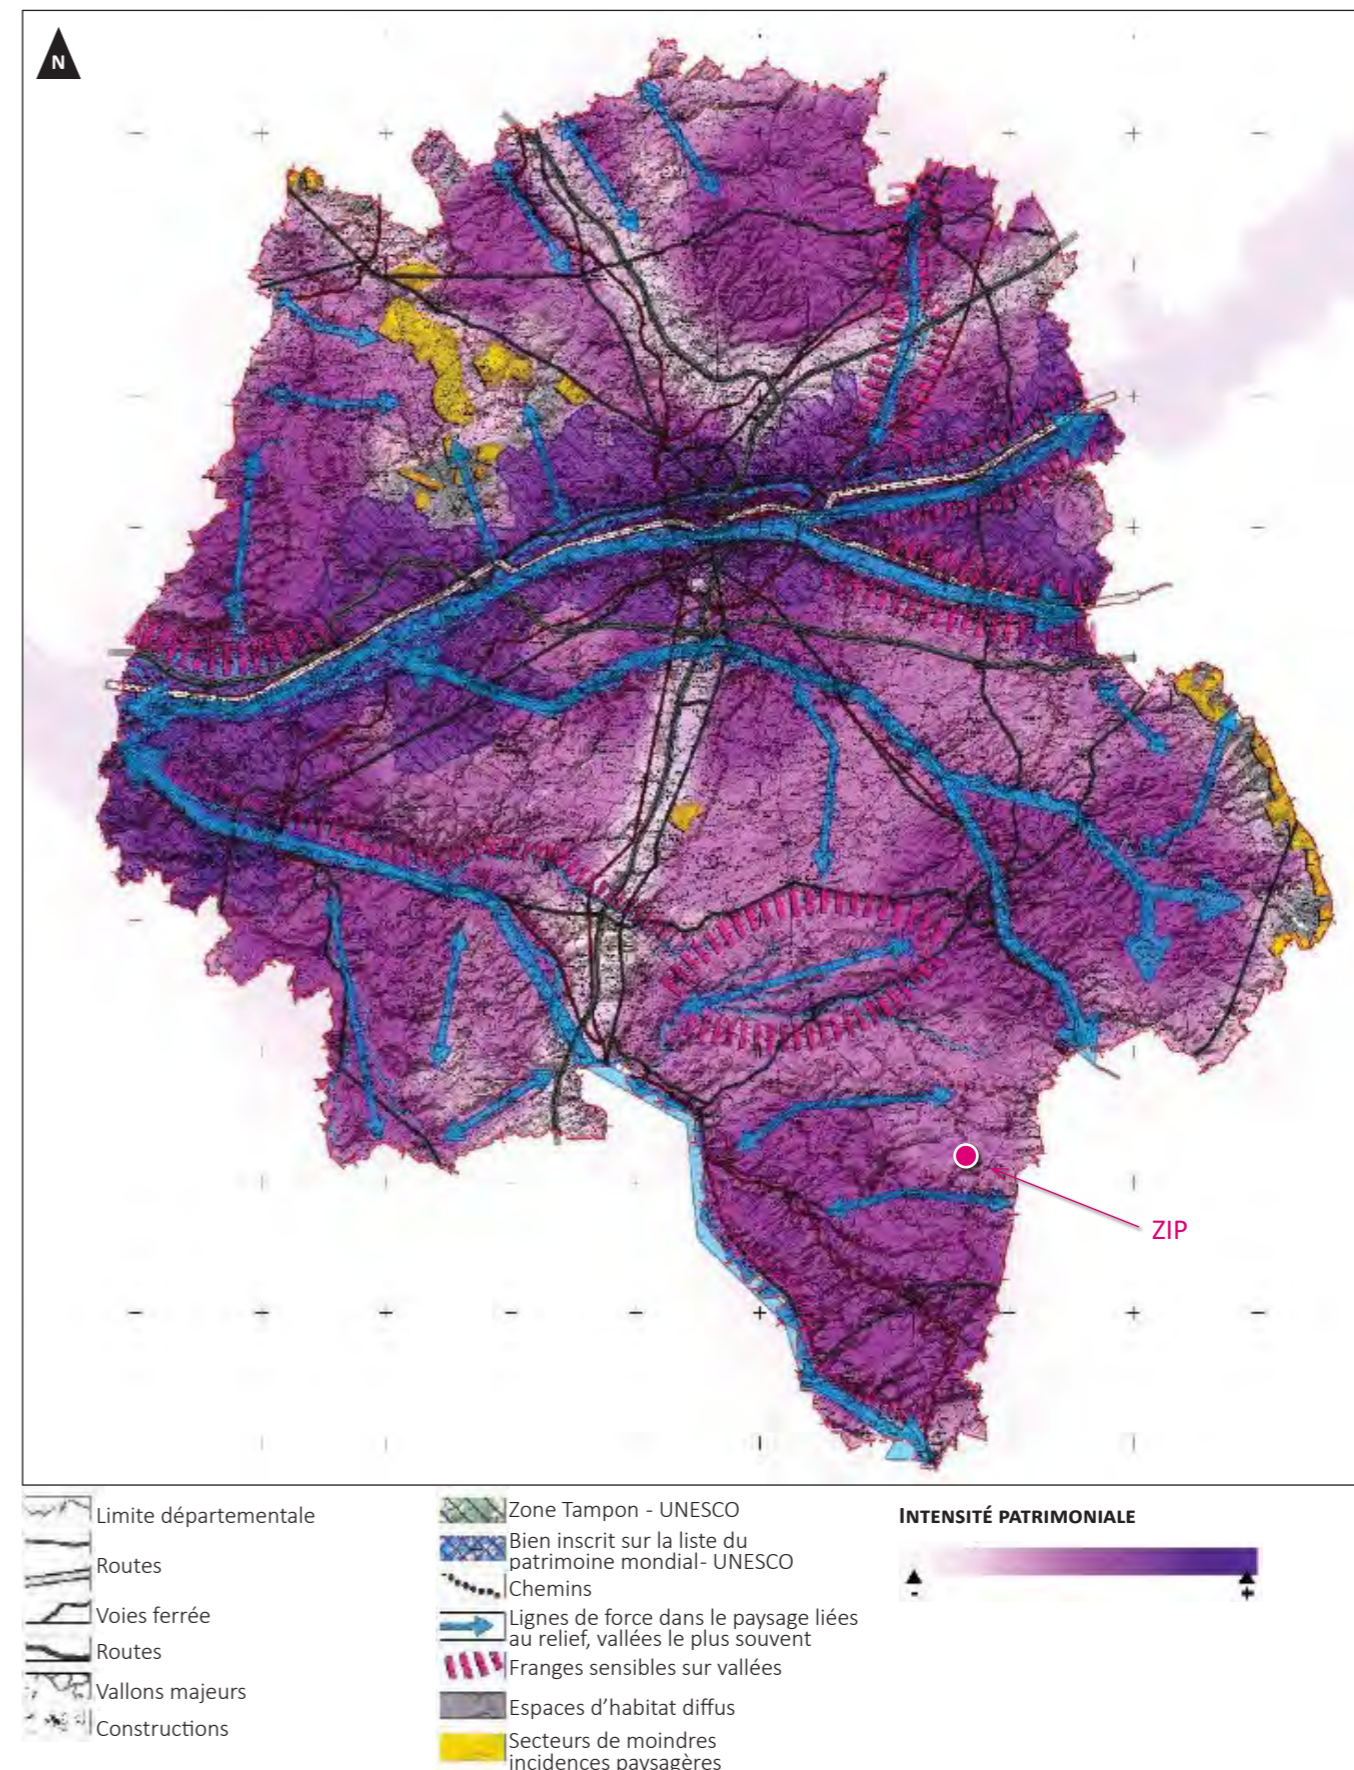 N
ZIP
Limite départementale
Routes
Voies ferrée
Routes
Vallons majeurs
Constructions
Zone Tampon - UNESCO
Bien inscrit sur la liste du
patrimoine mondial- UNESCO
Chemins
Lignes de force dans le paysage liées
au relief, vallées le plus souvent
Franges sensibles sur vallées
Espaces d’habitat diffus
Secteurs de moindres
incidences paysagères
INTENSITÉ PATRIMONIALE
- +